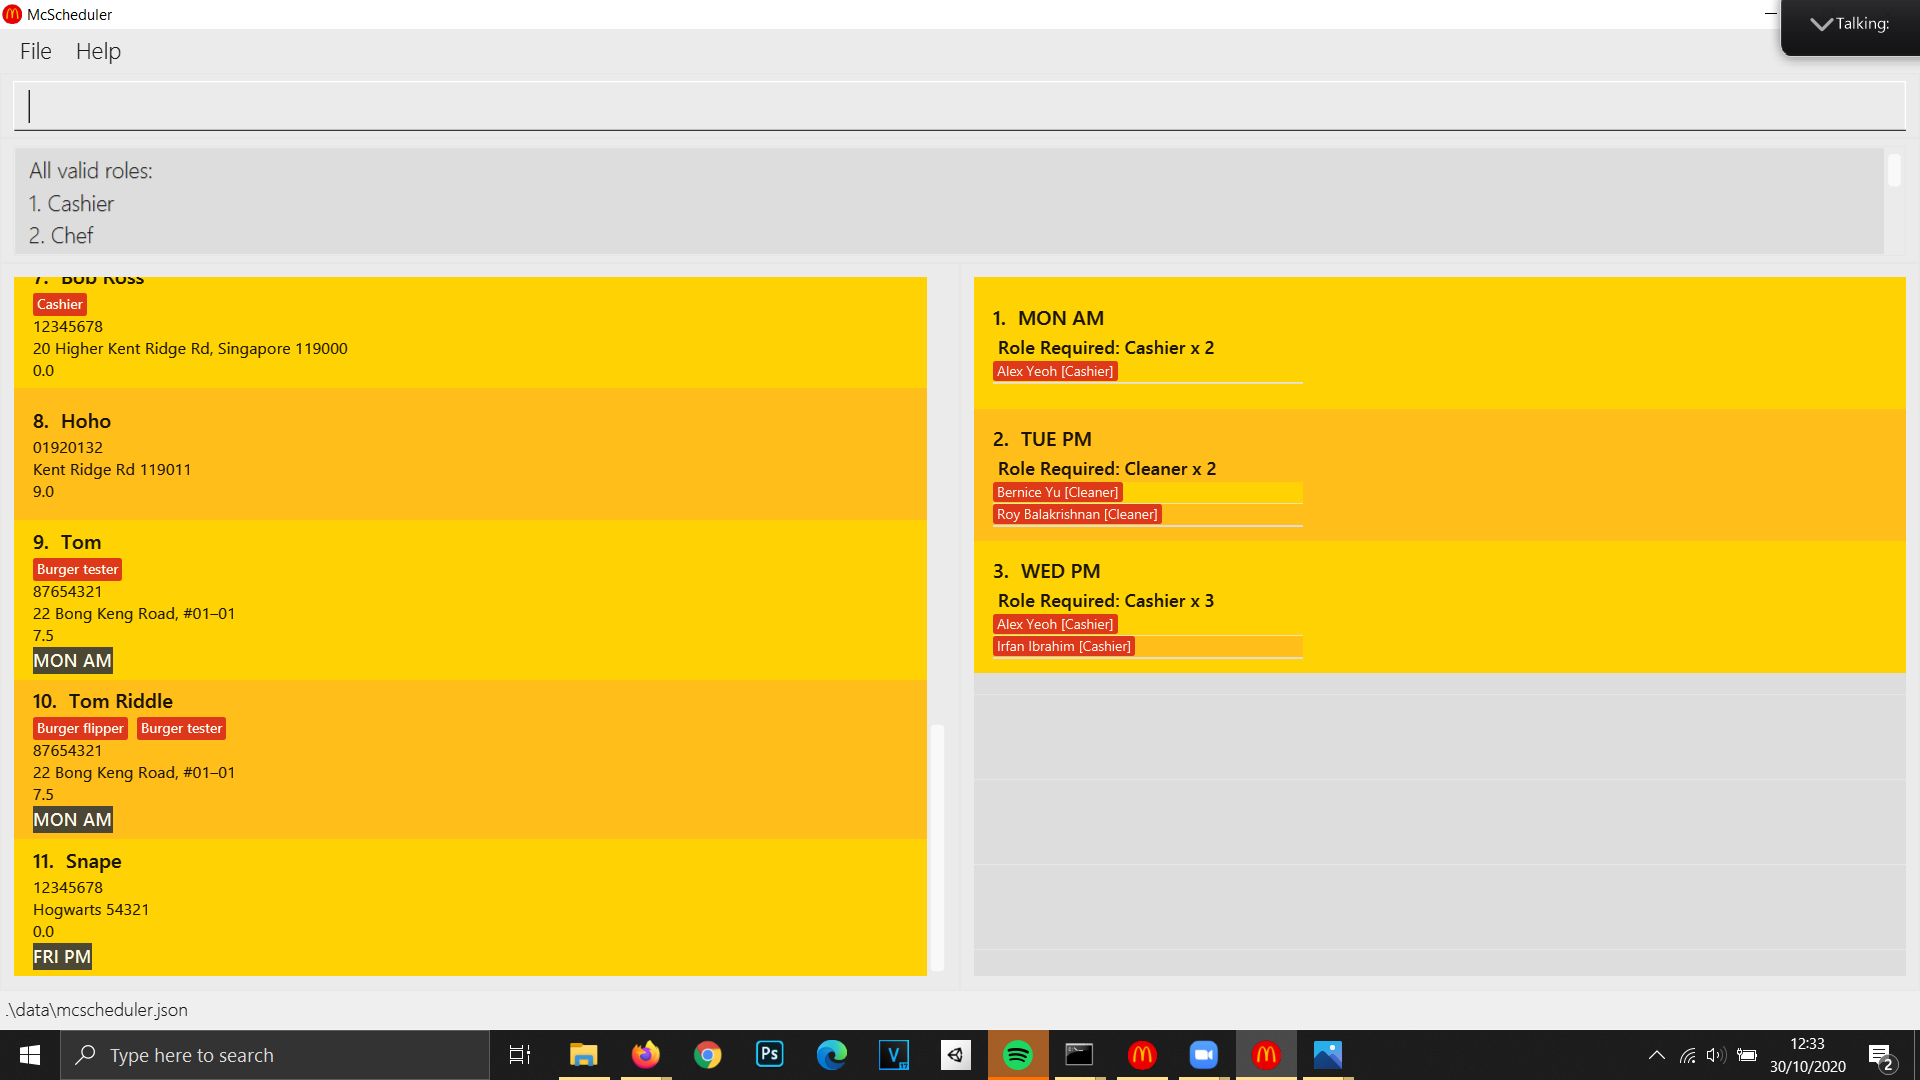 McScheduler
Talking:
File Help
All valid roles:
1. Cashier
2. Chef
7. Bob Ross
Cashier
12345678
20 Higher Kent Ridge Rd, Singapore 119000
0.0
8. Hoho
01920132
Kent Ridge Rd 119011
9.0
9. Tom
Burger tester
87654321
22 Bong Keng Road, #01–01
7.5
MON AM
10. Tom Riddle
Burger flipper Burger tester
87654321
22 Bong Keng Road, #01–01
7.5
MON AM
11. Snape
12345678
Hogwarts 54321
0.0
FRI PM
1. MON AM
Role Required: Cashier x 2
Alex Yeoh [Cashier]
2. TUE PM
Role Required: Cleaner x 2
Bernice Yu [Cleaner]
Roy Balakrishnan [Cleaner]
3. WED PM
Role Required: Cashier x 3
Alex Yeoh [Cashier]
Irfan Ibrahim [Cashier]
.\data\mcscheduler.json
Type here to search
Ps
V
12:33
30/10/2020
2